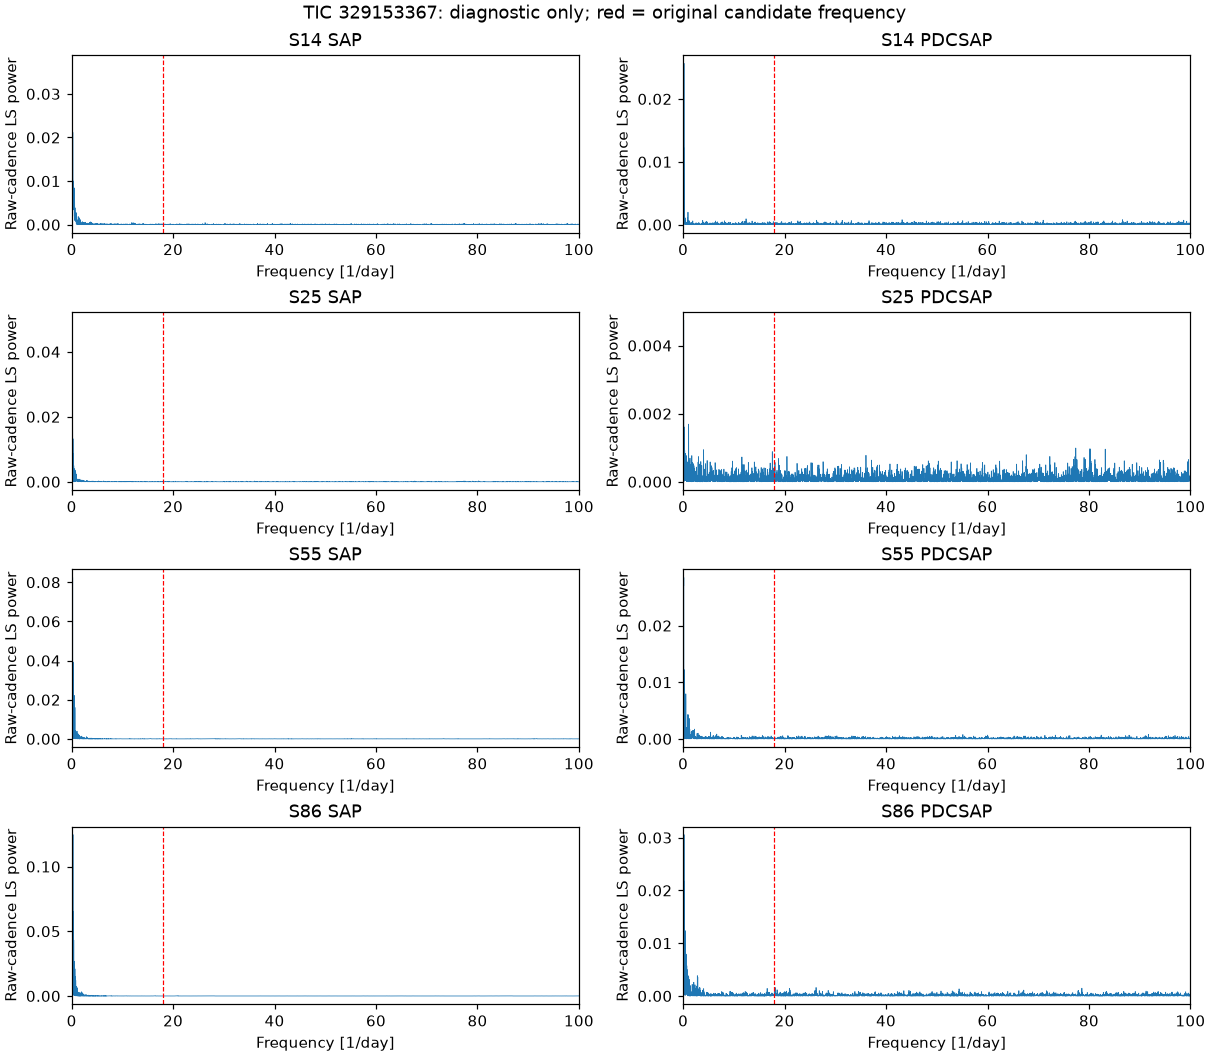 TIC 329153367: diagnostic only; red = original candidate frequency
S14 SAP
Raw-cadence LS power
0.03
0.02
0.01
0.00
0 20 40 60 80 100
Frequency [1/day]
S14 PDCSAP
Raw-cadence LS power
0.02
0.01
0.00
0 20 40 60 80 100
Frequency [1/day]
S25 SAP
Raw-cadence LS power
0.04
0.02
0.00
0 20 40 60 80 100
Frequency [1/day]
S25 PDCSAP
Raw-cadence LS power
0.004
0.002
0.000
0 20 40 60 80 100
Frequency [1/day]
S55 SAP
Raw-cadence LS power
0.08
0.06
0.04
0.02
0.00
0 20 40 60 80 100
Frequency [1/day]
S55 PDCSAP
Raw-cadence LS power
0.02
0.01
0.00
0 20 40 60 80 100
Frequency [1/day]
S86 SAP
Raw-cadence LS power
0.10
0.05
0.00
0 20 40 60 80 100
Frequency [1/day]
S86 PDCSAP
Raw-cadence LS power
0.03
0.02
0.01
0.00
0 20 40 60 80 100
Frequency [1/day]